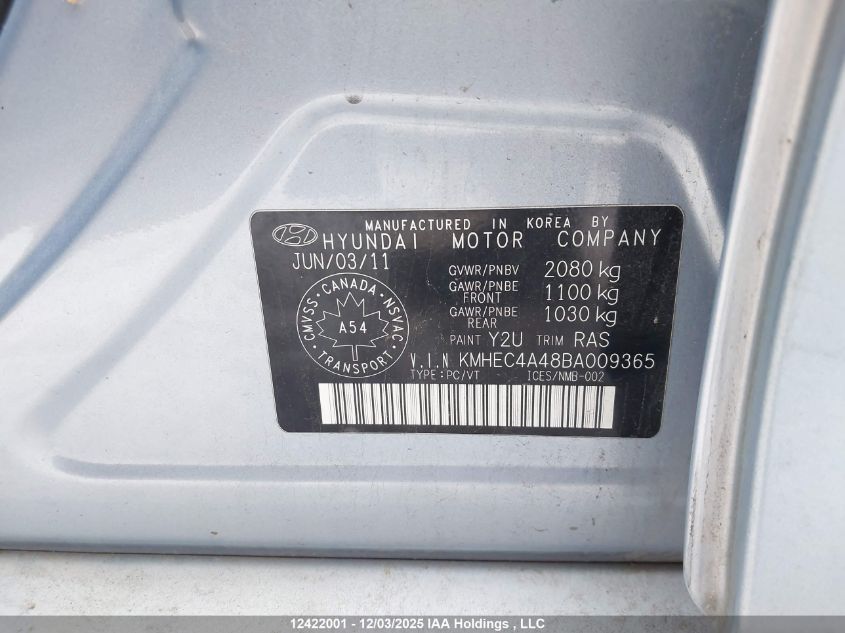 MANUFACTURED IN KOREA BY
HYUNDAI MOTOR COMPANY
JUN/03/11
GVWR/PNBV 2080 kg
GAWR/PNBE FRONT 1100 kg
GAWR/PNBE REAR 1030 kg
CMVSS · CANADA · NSVAC
A54
TRANSPORT
PAINT Y2U TRIM RAS
V.I.N KMHEC4A48BA009365
TYPE : PC/VT ICES/NMB-002
12422001 - 12/03/2025 IAA Holdings , LLC